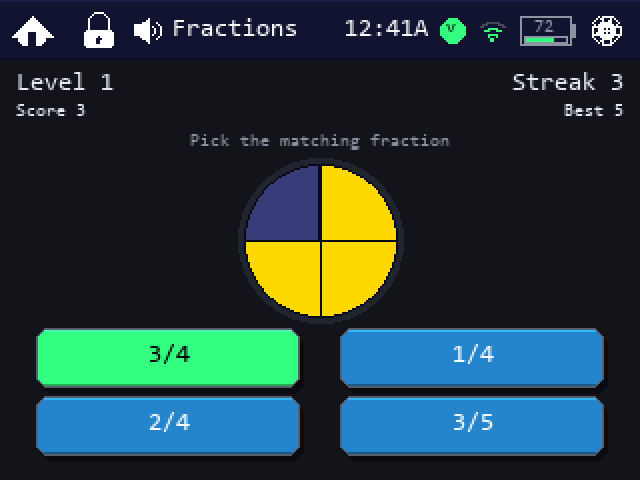 Fractions 12:41A V 72
Level 1 Streak 3
Score 3 Best 5
Pick the matching fraction
3/4 1/4
2/4 3/5